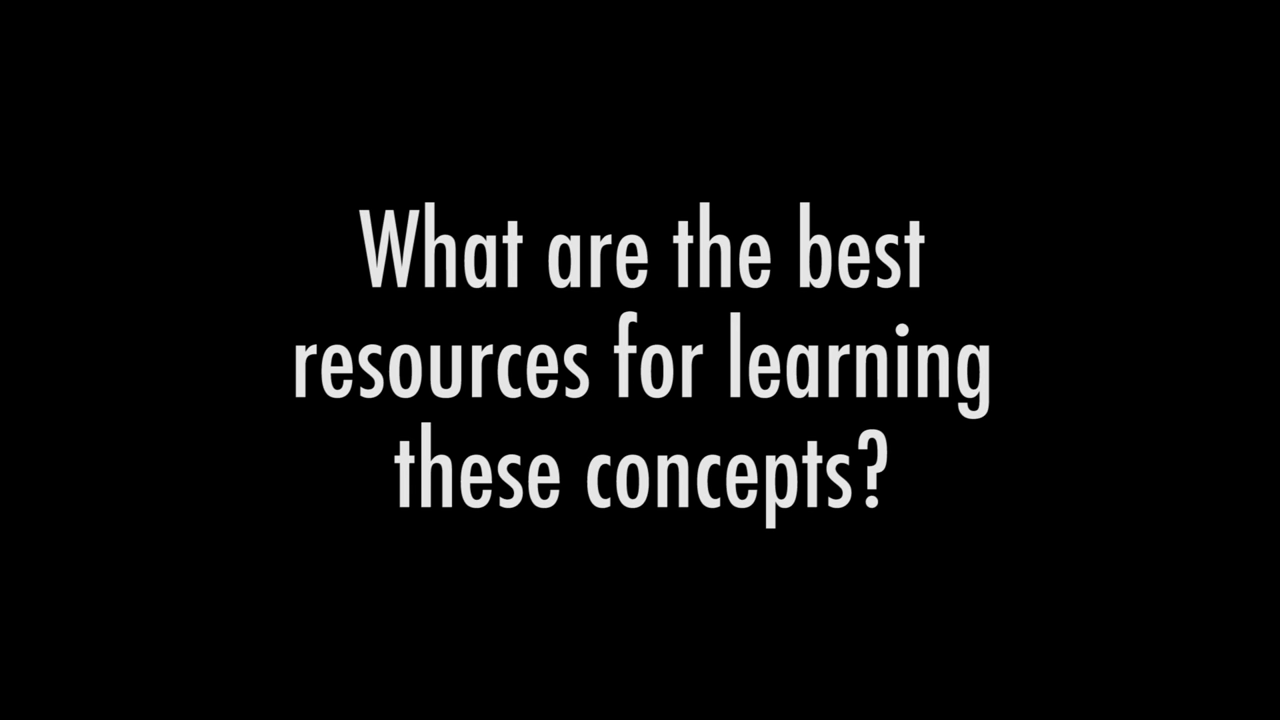 What are the best
resources for learning
these concepts?